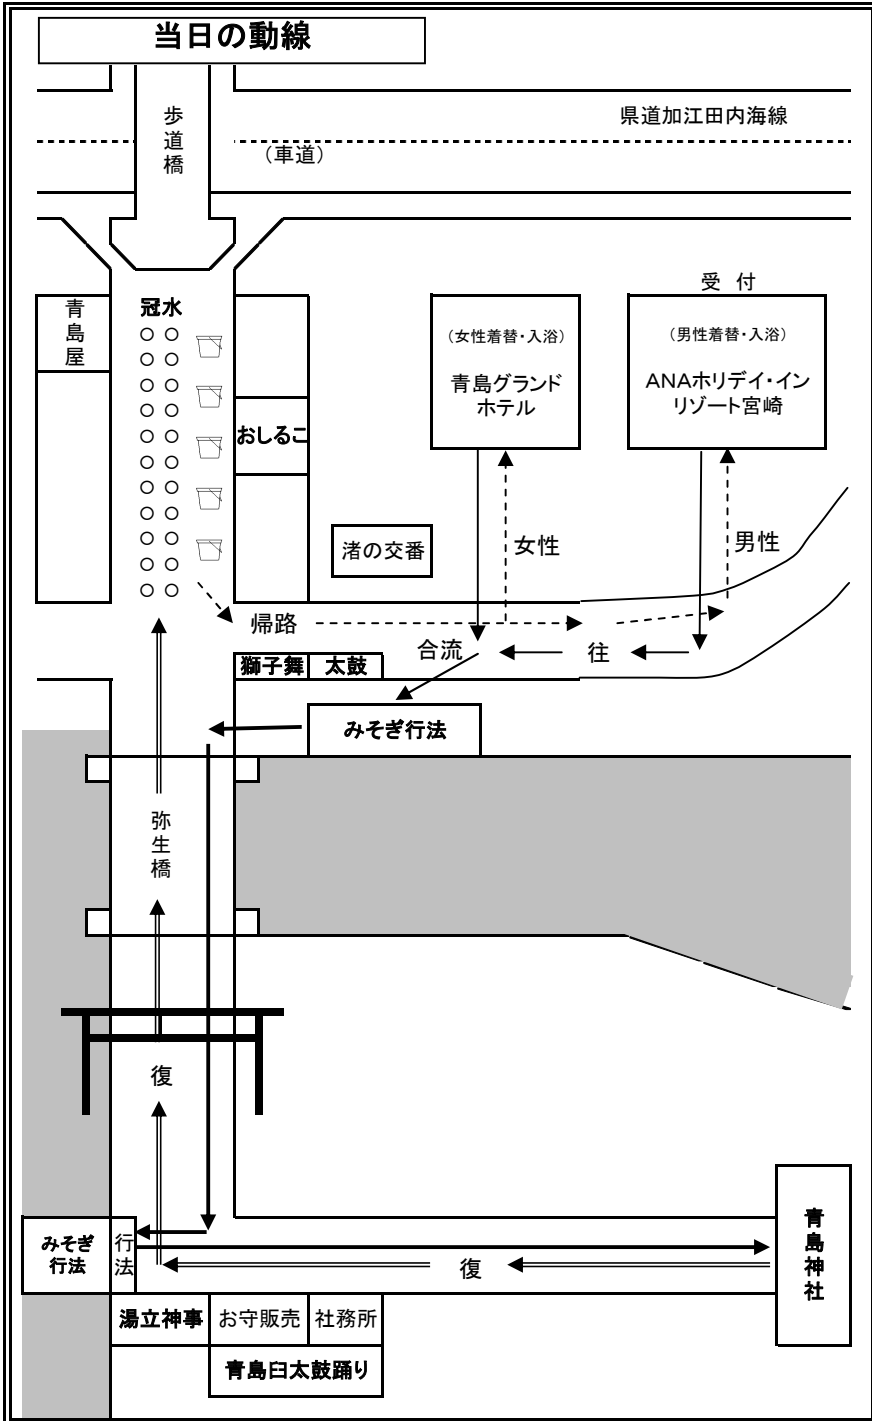 当日の動線
歩道橋
県道加江田内海線
(車道)
受 付
青島屋
冠水
(女性着替・入浴)
青島グランド
ホテル
(男性着替・入浴)
ANAホリデイ・イン
リゾート宮崎
おしるこ
渚の交番
女性
男性
帰路
合流
往
獅子舞
太鼓
みそぎ行法
弥生橋
復
みそぎ
行法
行法
復
青島神社
湯立神事
お守販売
社務所
青島臼太鼓踊り